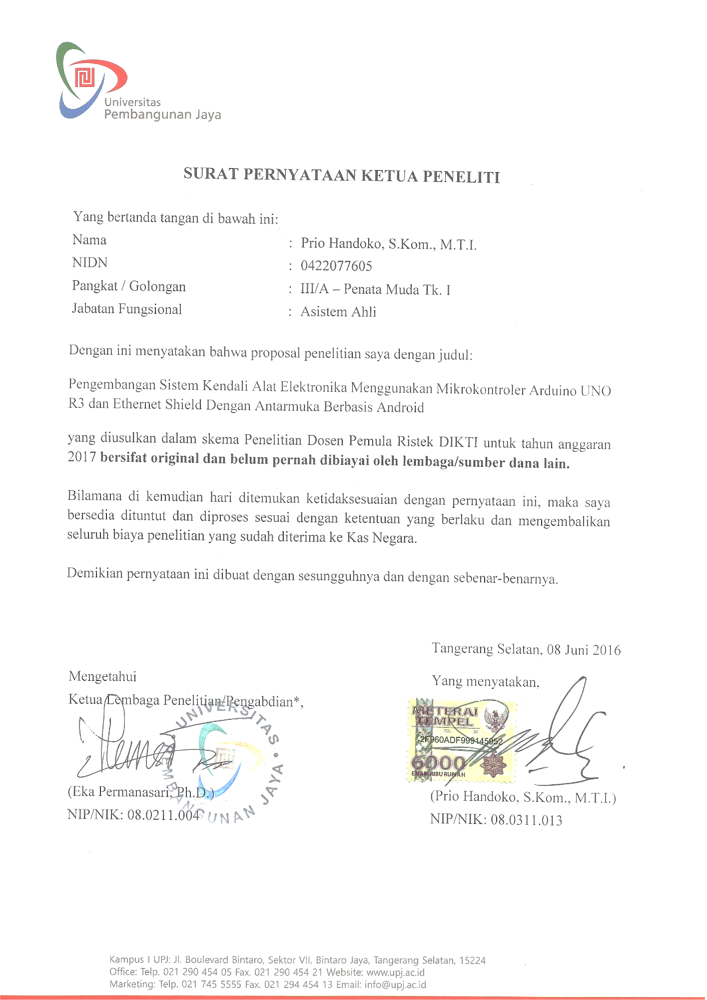 Universitas
Pembangunan Jaya
SURAT PERNYATAAN KETUA PENELITI
Yang bertanda tangan di bawah ini:
Nama : Prio Handoko, S.Kom., M.T.I.
NIDN : 0422077605
Pangkat / Golongan : III/A – Penata Muda Tk. I
Jabatan Fungsional : Asistem Ahli
Dengan ini menyatakan bahwa proposal penelitian saya dengan judul:
Pengembangan Sistem Kendali Alat Elektronika Menggunakan Mikrokontroler Arduino UNO
R3 dan Ethernet Shield Dengan Antarmuka Berbasis Android
yang diusulkan dalam skema Penelitian Dosen Pemula Ristek DIKTI untuk tahun anggaran
2017 bersifat original dan belum pernah dibiayai oleh lembaga/sumber dana lain.
Bilamana di kemudian hari ditemukan ketidaksesuaian dengan pernyataan ini, maka saya
bersedia dituntut dan diproses sesuai dengan ketentuan yang berlaku dan mengembalikan
seluruh biaya penelitian yang sudah diterima ke Kas Negara.
Demikian pernyataan ini dibuat dengan sesungguhnya dan dengan sebenar-benarnya.
Tangerang Selatan, 08 Juni 2016
Mengetahui
Ketua Lembaga Penelitian/Pengabdian*,
UNIVERSITAS • PEMBANGUNAN JAYA •
(Eka Permanasari, Ph.D.)
NIP/NIK: 08.0211.004
Yang menyatakan,
METERAI
TEMPEL
TGL. 20
2F960ADF999145952
6000
ENAM RIBU RUPIAH
(Prio Handoko, S.Kom., M.T.I.)
NIP/NIK: 08.0311.013
Kampus I UPJ: Jl. Boulevard Bintaro, Sektor VII, Bintaro Jaya, Tangerang Selatan, 15224
Office: Telp. 021 290 454 05 Fax. 021 290 454 21 Website: www.upj.ac.id
Marketing: Telp. 021 745 5555 Fax. 021 294 454 13 Email: info@upj.ac.id